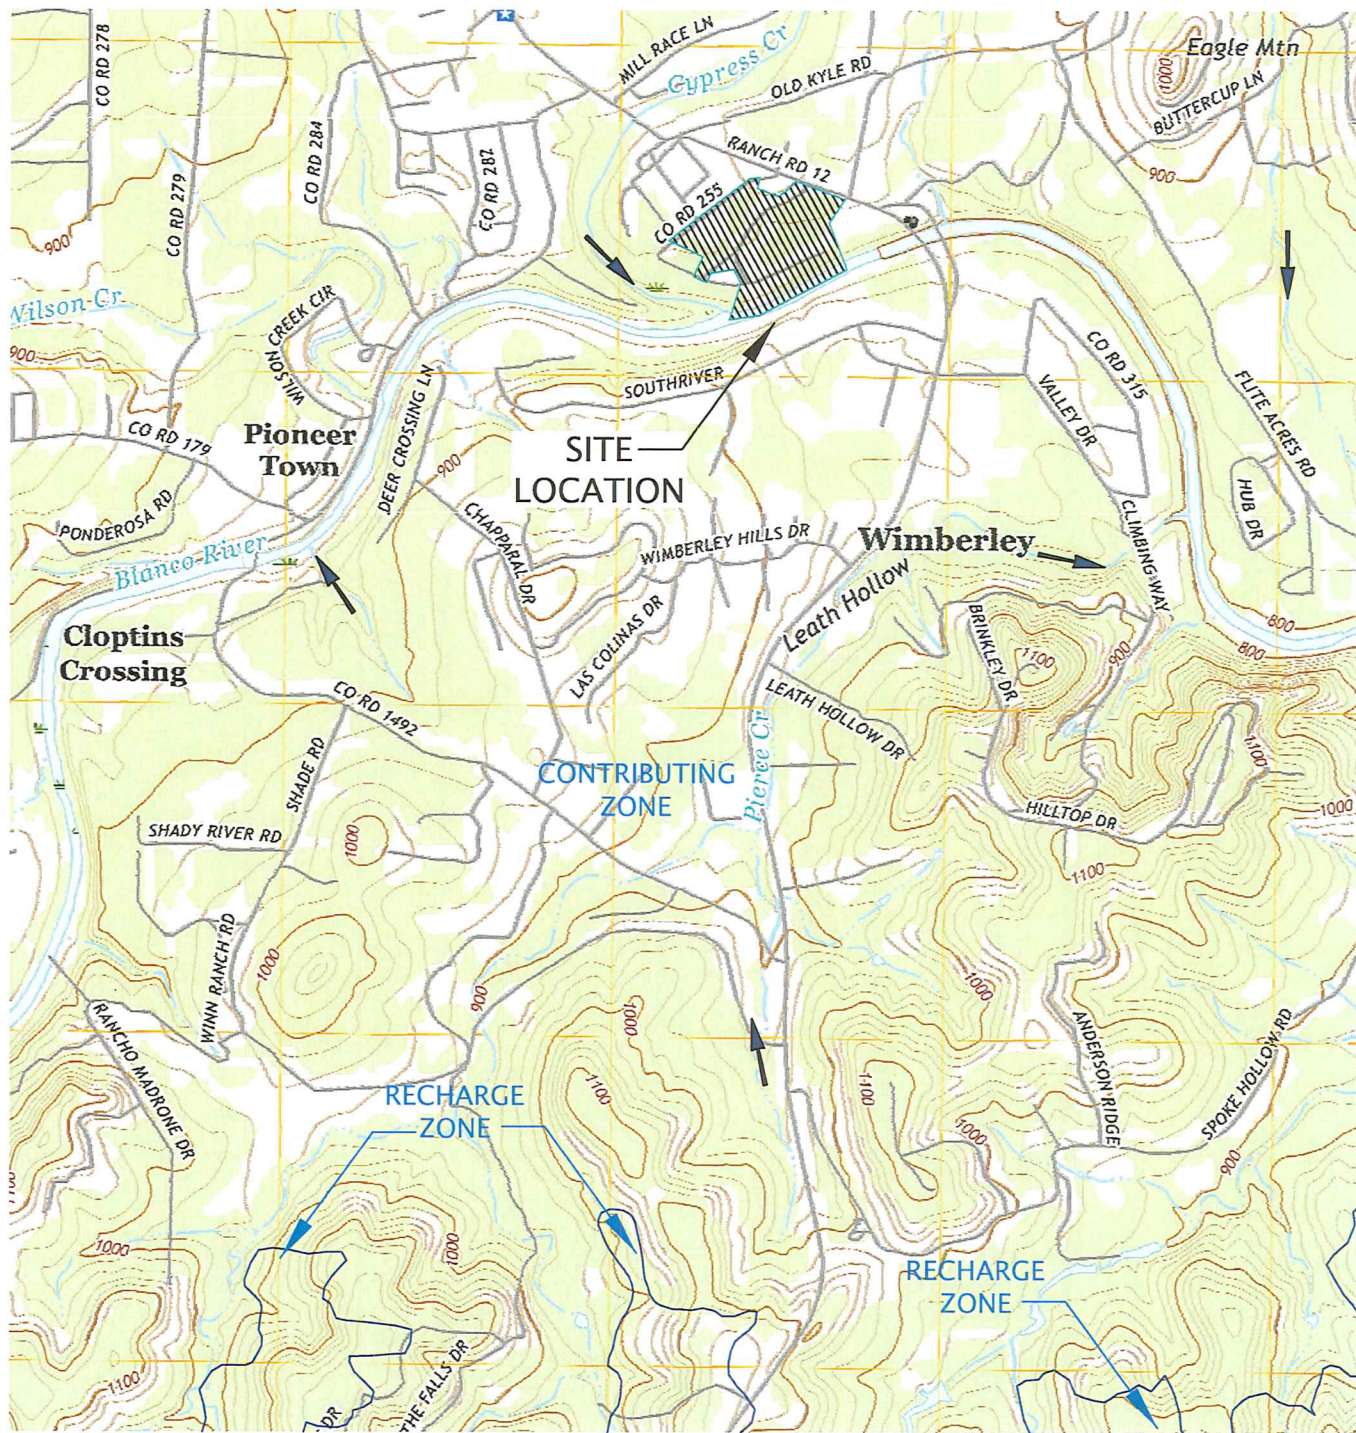 CO RD 278
MILL RACE LN
Cypress Cr
Eagle Mtn
1000
OLD KYLE RD
BUTTERCUP LN
CO RD 284
CO RD 282
RANCH RD 12
900
CO RD 279
CO RD 255
900
Wilson Cr
CREEK CIR
WILSON
900
CO RD 315
SOUTHRIVER
FLITE ACRES RD
VALLEY DR
DEER CROSSING LN
CO RD 179
Pioneer
Town
SITE
LOCATION
900
HUB DR
PONDEROSA RD
CHAPPARAL DR
CLIMBING WAY
WIMBERLEY HILLS DR
Wimberley
Blanco River
Leath Hollow
BRINKLEY DR
LAS COLINAS DR
800
800
Cloptins
Crossing
1100
900
CO RD 1492
LEATH HOLLOW DR
SHADE RD
CONTRIBUTING
ZONE
Pierce Cr
1100
1000
HILLTOP DR
SHADY RIVER RD
1000
1100
WINN RANCH RD
1000
900
1000
1000
RANCHO MADRONE DR
ANDERSON RIDGE
SPOKE HOLLOW RD
RECHARGE
ZONE
1100
1100
1000
900
1100
1000
1000
1000
RECHARGE
ZONE
1100
THE FALLS DR
DR